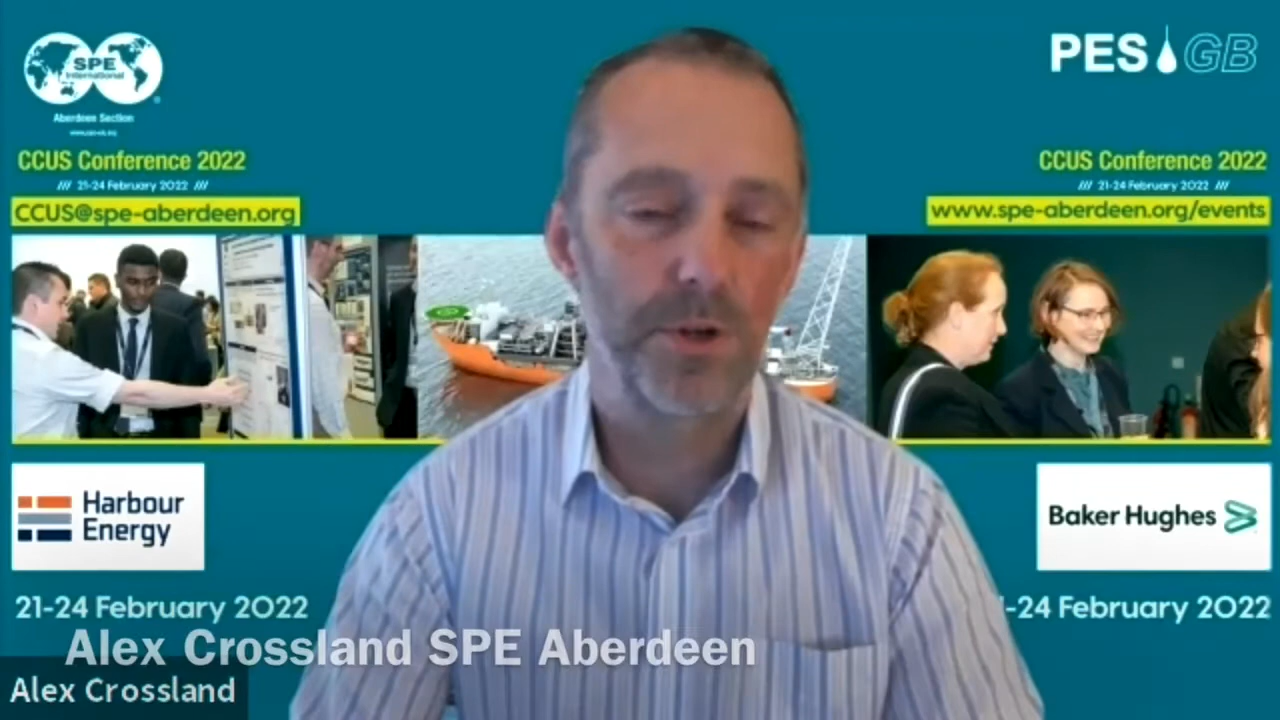 SPE
International
Aberdeen Section
PES GB
CCUS Conference 2022
/// 21-24 February 2022 ///
CCUS@spe-aberdeen.org
CCUS Conference 2022
/// 21-24 February 2022 ///
www.spe-aberdeen.org/events
Harbour
Energy
Baker Hughes
21-24 February 2022
-24 February 2022
Alex Crossland SPE Aberdeen
Alex Crossland